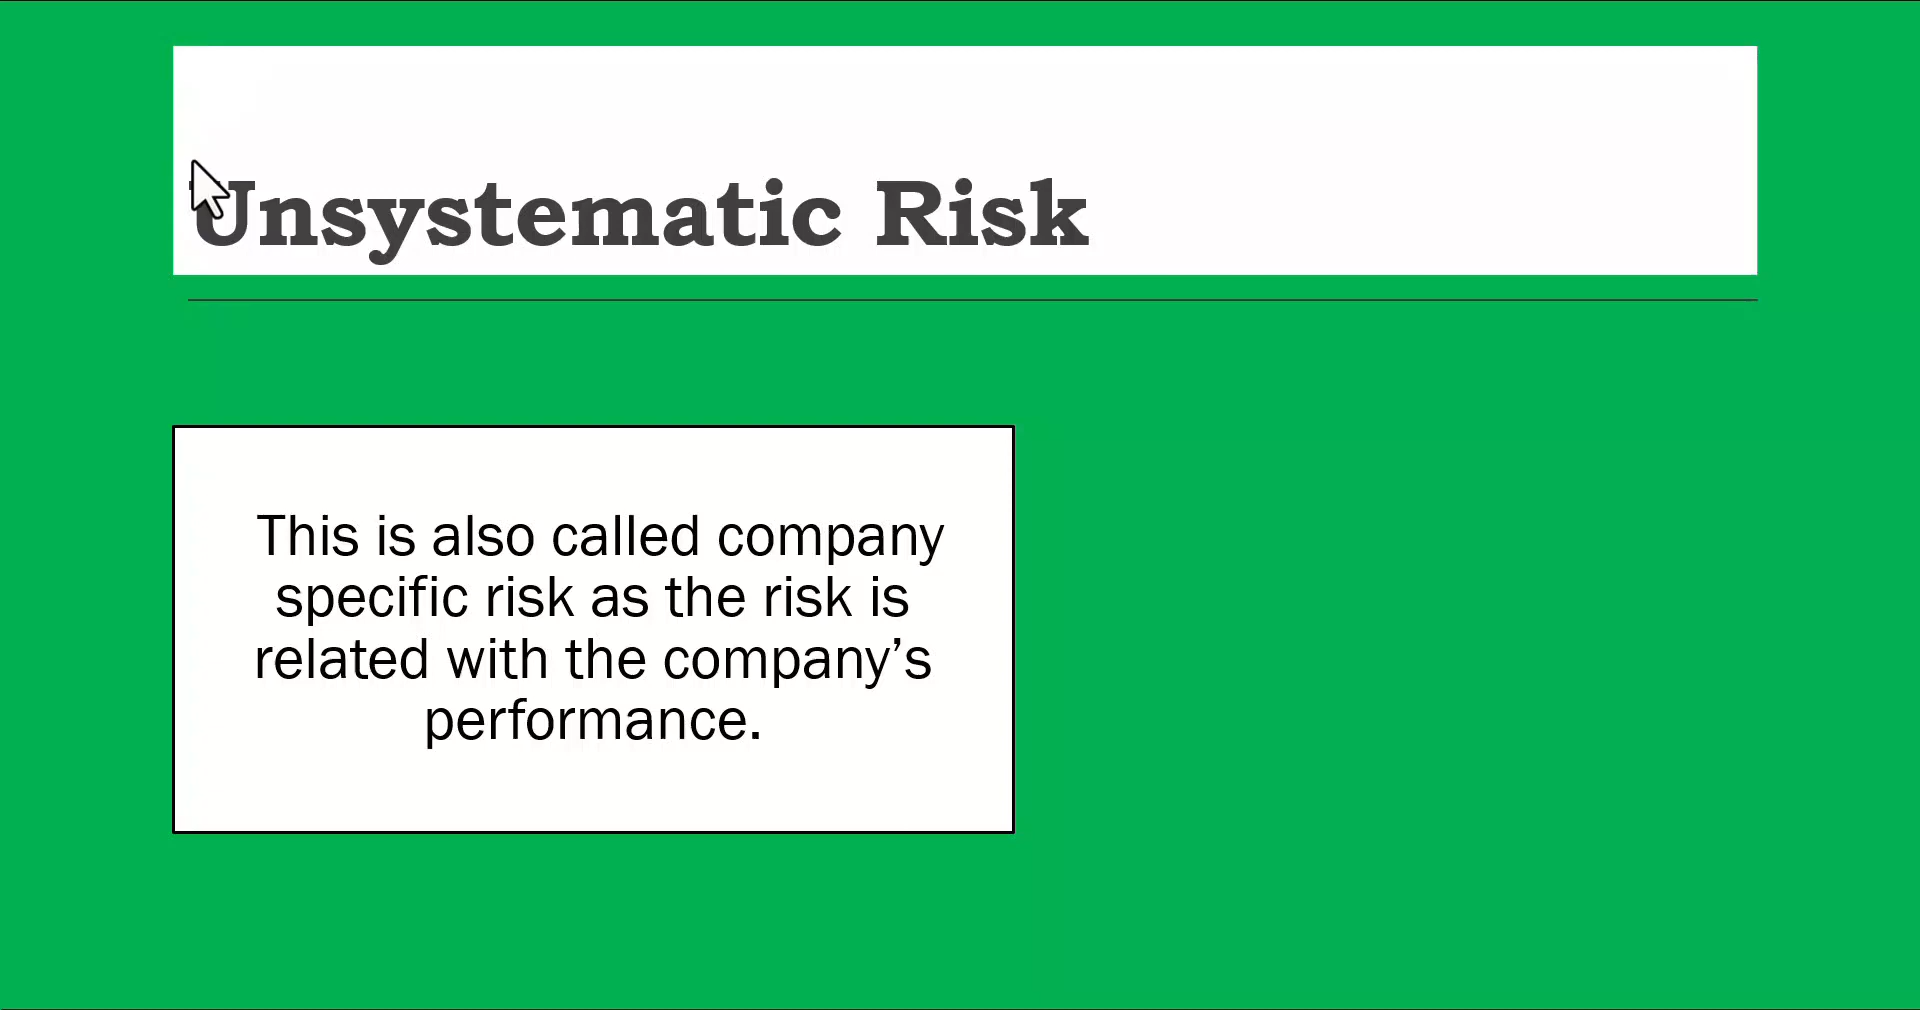 Unsystematic Risk
This is also called company
specific risk as the risk is
related with the company’s
performance.